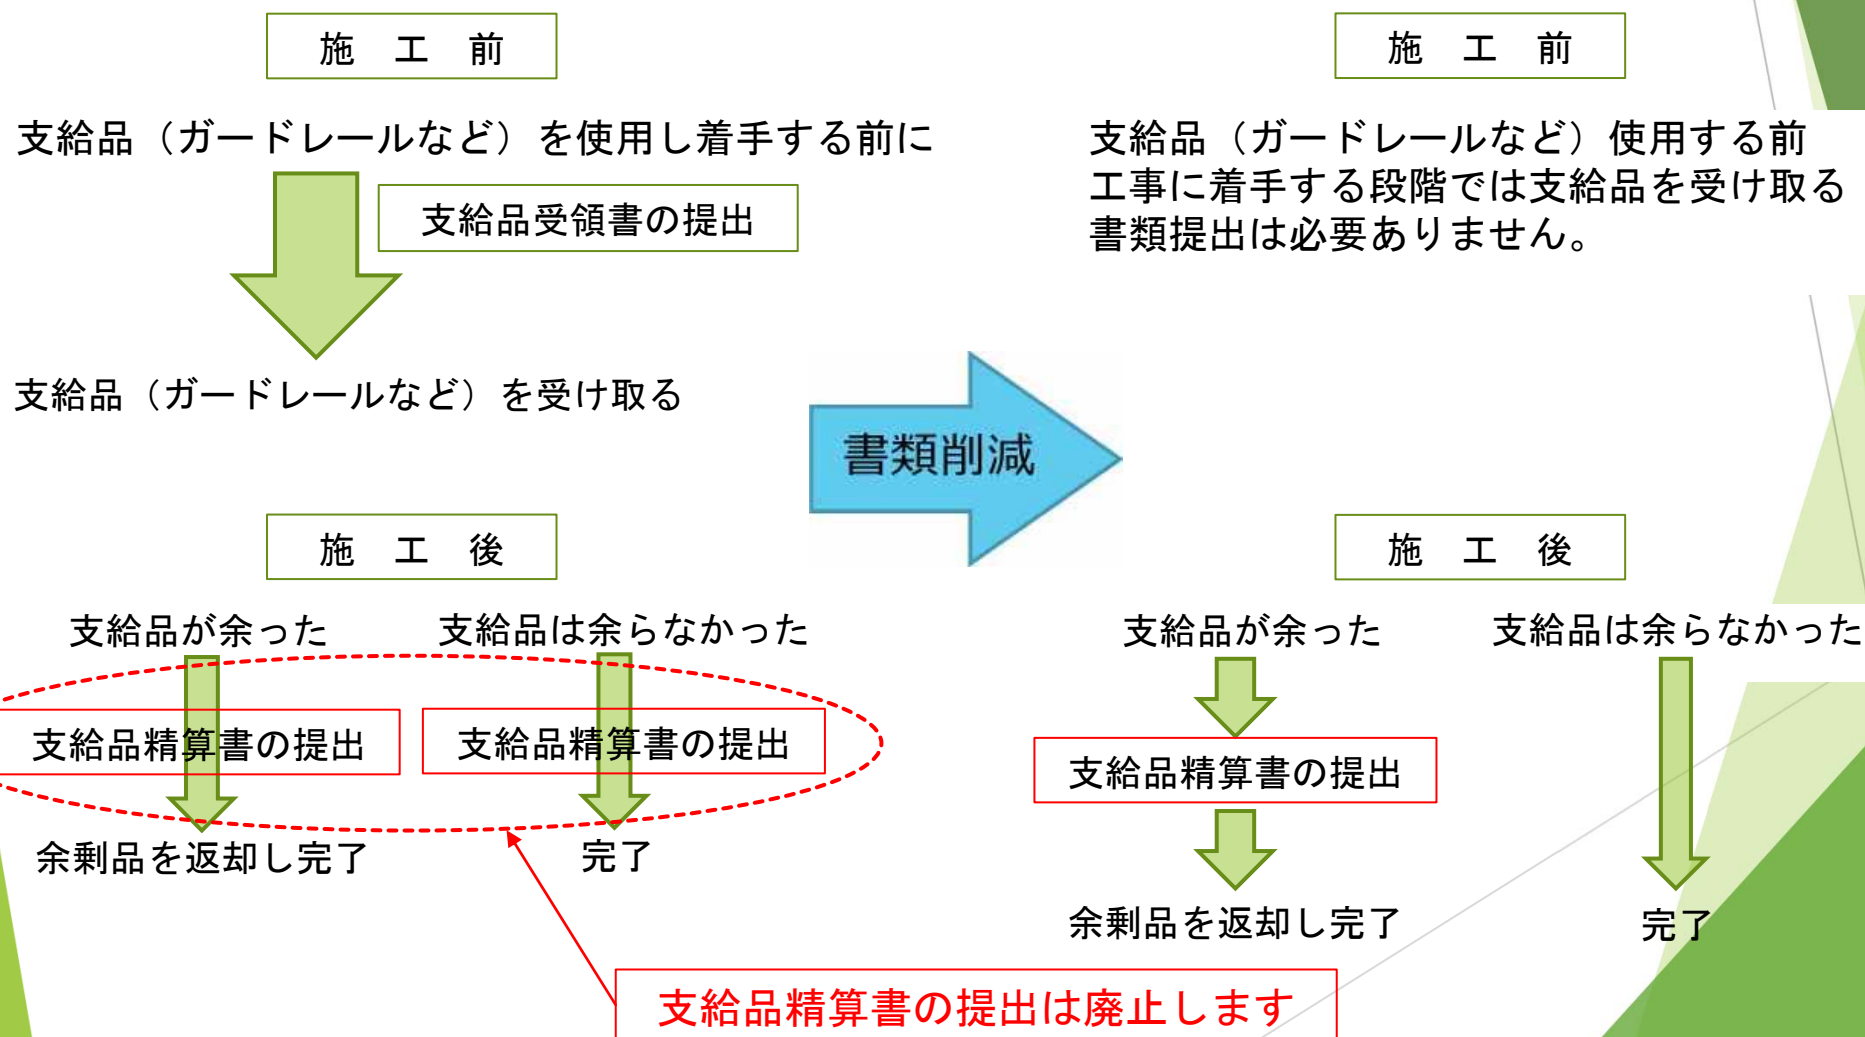 施　工　前
支給品（ガードレールなど）を使用し着手する前に
支給品受領書の提出
支給品（ガードレールなど）を受け取る
施　工　後
支給品が余った
支給品は余らなかった
支給品精算書の提出
支給品精算書の提出
余剰品を返却し完了
完了
支給品精算書の提出は廃止します
書類削減
施　工　前
支給品（ガードレールなど）使用する前
工事に着手する段階では支給品を受け取る
書類提出は必要ありません。
施　工　後
支給品が余った
支給品は余らなかった
支給品精算書の提出
余剰品を返却し完了
完了